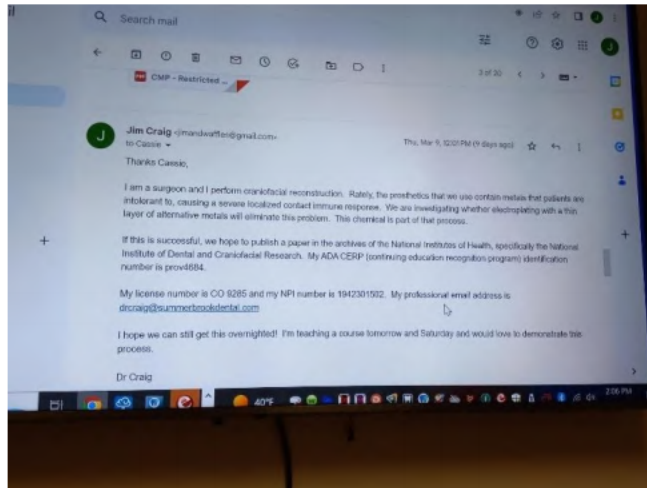 Search mail
3 of 20
CMP - Restricted ...
Jim Craig <jimandwaffles@gmail.com>
Thu, Mar 9, 12:01 PM (9 days ago)
to Cassie
Thanks Cassie,
I am a surgeon and I perform craniofacial reconstruction. Rarely, the prosthetics that we use contain metals that patients are
intolerant to, causing a severe localized contact immune response. We are investigating whether electroplating with a thin
layer of alternative metals will eliminate this problem. This chemical is part of that process.
If this is successful, we hope to publish a paper in the archives of the National Institutes of Health, specifically the National
Institute of Dental and Craniofacial Research. My ADA CERP (continuing education recognition program) identification
number is prov4684.
My license number is CO 9285 and my NPI number is 1942301502. My professional email address is
drcraig@summerbrookdental.com
I hope we can still get this overnighted! I'm teaching a course tomorrow and Saturday and would love to demonstrate this
process.
Dr Craig
40°F
2:06 PM